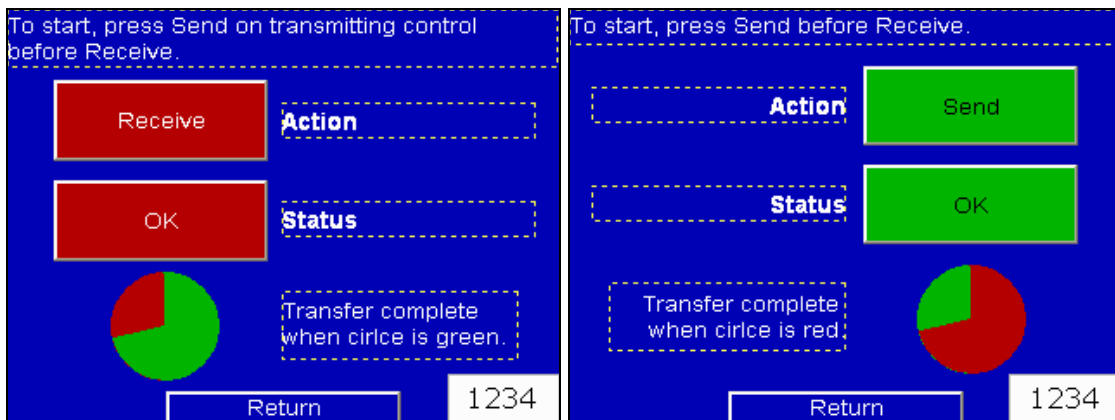 To start, press Send on transmitting control
before Receive.
Receive
Action
OK
Status
Transfer complete
when cirlce is green.
Return
1234
To start, press Send before Receive.
Action
Send
Status
OK
Transfer complete
when cirlce is red
Return
1234